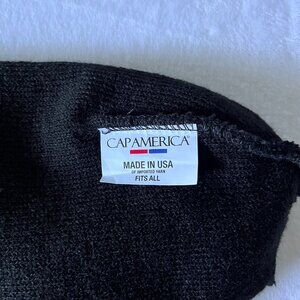 CAPAMERICA
MADE IN USA
OF IMPORTED YARN
FITS ALL